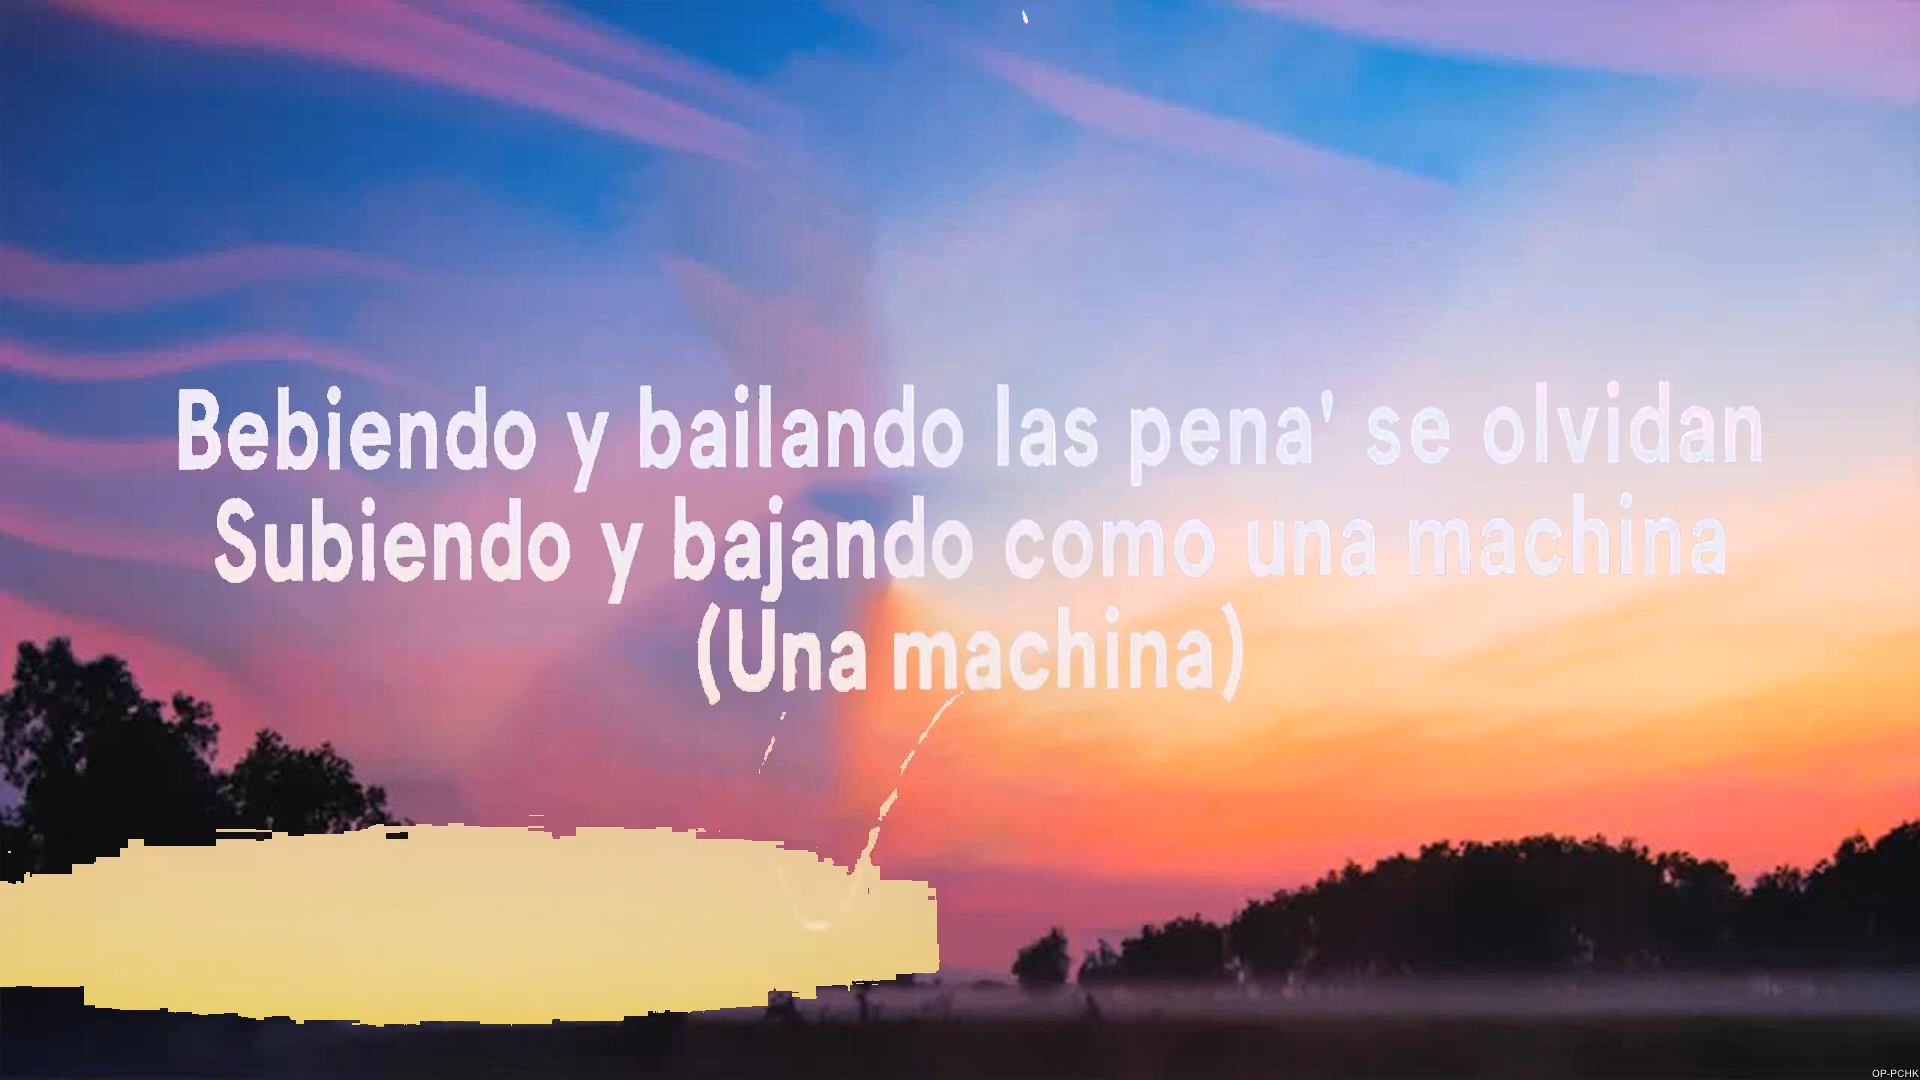 Bebiendo y bailando las pena' se olvidan
Subiendo y bajando como una machina
(Una machina)
OP-PCHK